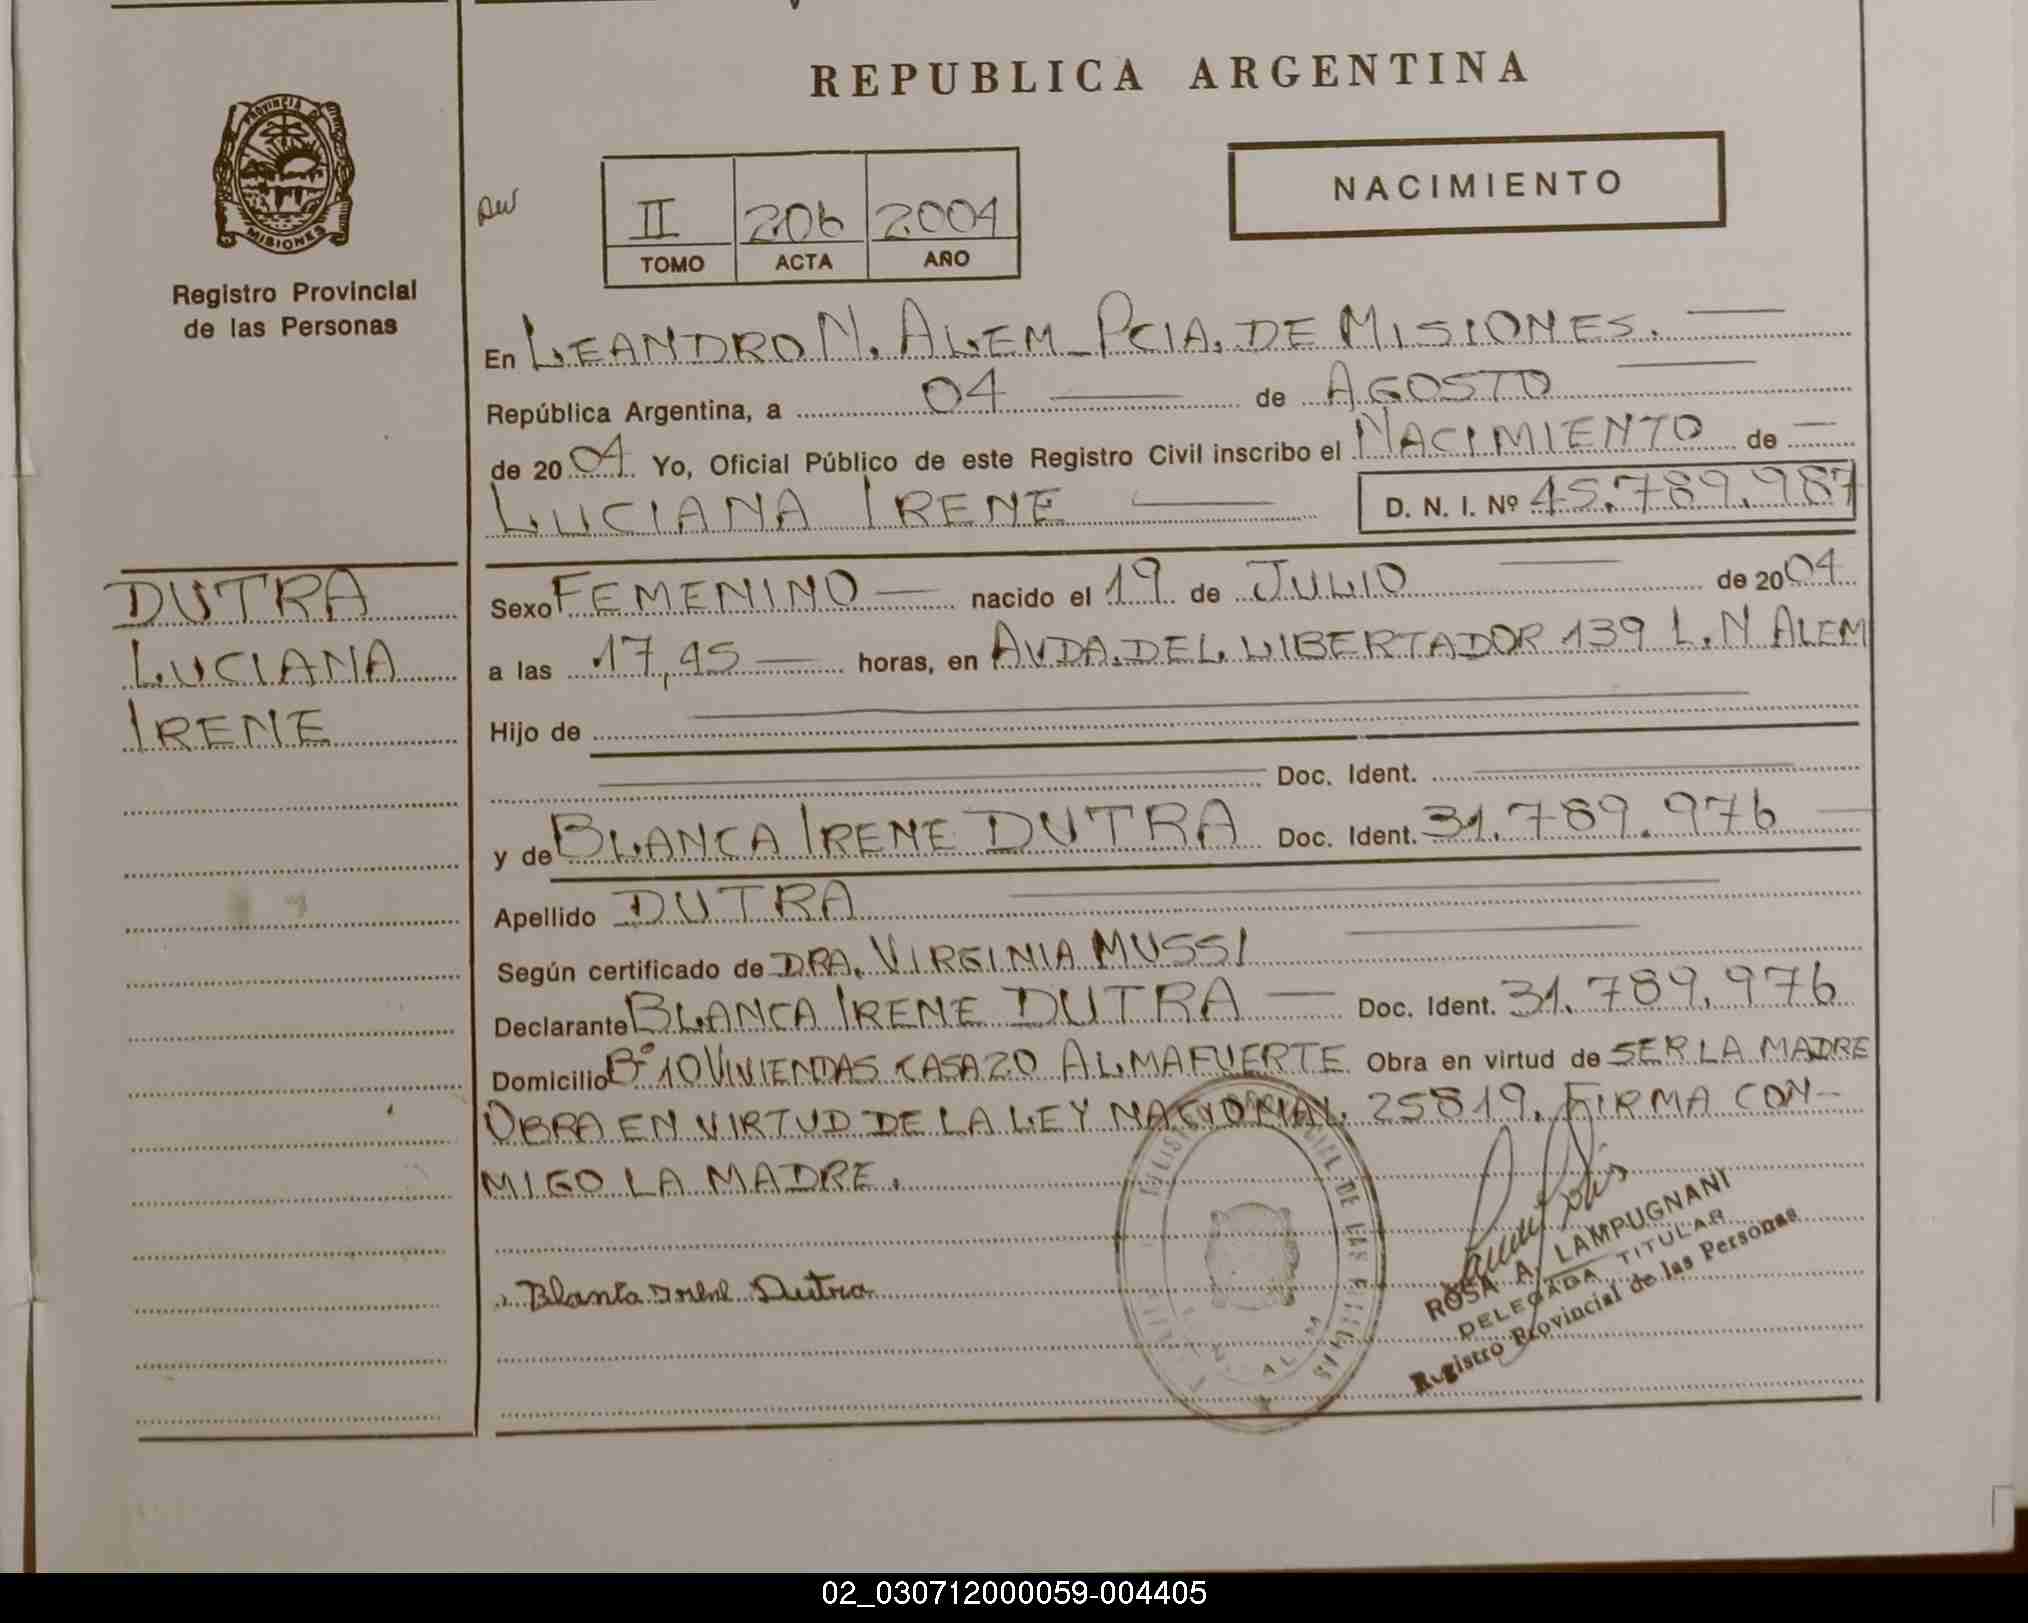 REPUBLICA ARGENTINA
PROVINCIA DE
MISIONES
Registro Provincial
de las Personas
NACIMIENTO
II 206 2004
TOMO ACTA AÑO
En LEANDRO N. ALEM - PCIA. DE MISIONES.
República Argentina, a 04 de AGOSTO
de 2004 Yo, Oficial Público de este Registro Civil inscribo el NACIMIENTO de
LUCIANA IRENE D. N. I. Nº 45.789.987
DUTRA
LUCIANA
IRENE
Sexo FEMENINO nacido el 19 de JULIO de 2004
a las 17,45 horas, en AVDA. DEL LIBERTADOR 139 L. N ALEM
Hijo de
Doc. Ident.
y de BLANCA IRENE DUTRA Doc. Ident. 31.789.976
Apellido DUTRA
Según certificado de DRA. VIRGINIA MUSSI
Declarante BLANCA IRENE DUTRA Doc. Ident. 31.789.976
Domicilio Bº 10 VIVIENDAS CASA 20 ALMAFUERTE Obra en virtud de SER LA MADRE
OBRA EN VIRTUD DE LA LEY NACIONAL. 25819. FIRMA CON-
MIGO LA MADRE.
Blanca Irene Dutra
ROSA A. LAMPUGNANI
DELEGADA TITULAR
Registro Provincial de las Personas
02_030712000059-004405